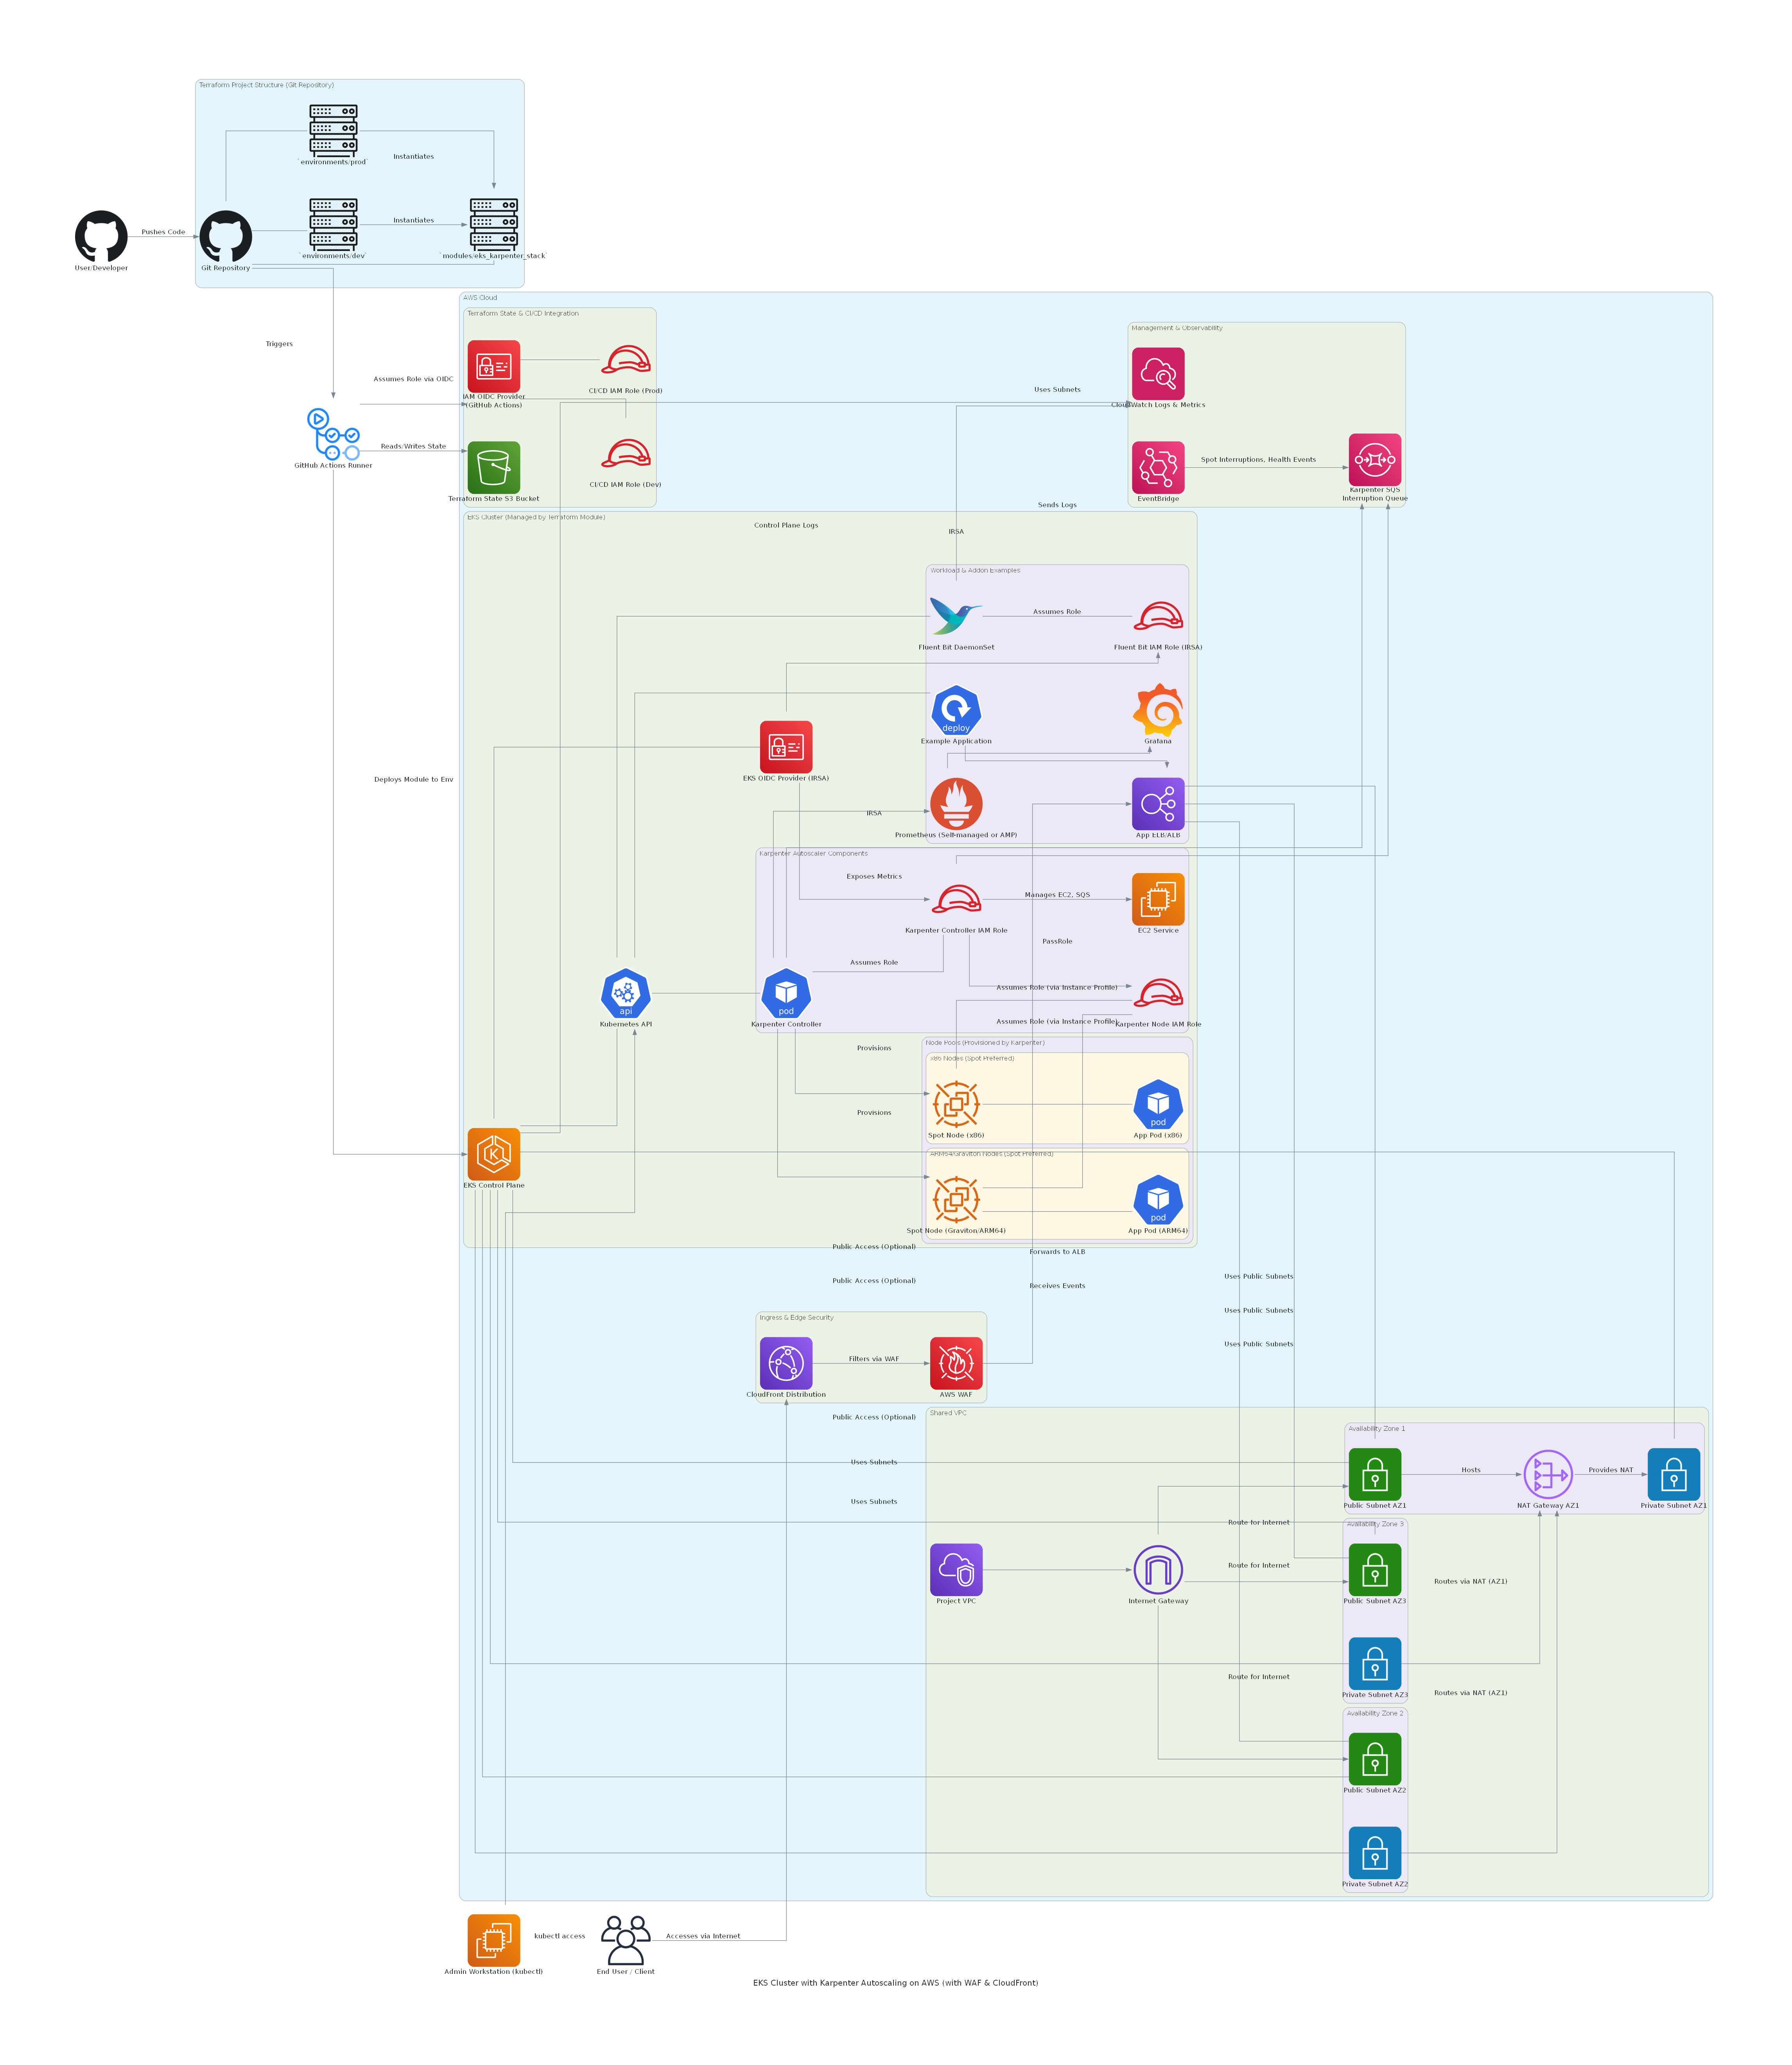 Terraform Project Structure (Git Repository)
`environments/prod`
Instantiates
User/Developer
Pushes Code
Git Repository
`environments/dev`
Instantiates
`modules/eks_karpenter_stack`
Triggers
GitHub Actions Runner
Assumes Role via OIDC
Reads/Writes State
Deploys Module to Env
AWS Cloud
Terraform State & CI/CD Integration
IAM OIDC Provider
(GitHub Actions)
CI/CD IAM Role (Prod)
Terraform State S3 Bucket
CI/CD IAM Role (Dev)
Uses Subnets
Management & Observability
CloudWatch Logs & Metrics
EventBridge
Spot Interruptions, Health Events
Karpenter SQS
Interruption Queue
Sends Logs
EKS Cluster (Managed by Terraform Module)
Control Plane Logs
IRSA
Workload & Addon Examples
Fluent Bit DaemonSet
Assumes Role
Fluent Bit IAM Role (IRSA)
deploy
Example Application
Grafana
EKS OIDC Provider (IRSA)
IRSA
Prometheus (Self-managed or AMP)
App ELB/ALB
Karpenter Autoscaler Components
Exposes Metrics
Karpenter Controller IAM Role
Manages EC2, SQS
EC2 Service
PassRole
Assumes Role
Assumes Role (via Instance Profile)
api
Kubernetes API
pod
Karpenter Controller
Assumes Role (via Instance Profile)
Karpenter Node IAM Role
Provisions
Node Pools (Provisioned by Karpenter)
x86 Nodes (Spot Preferred)
Spot Node (x86)
pod
App Pod (x86)
Provisions
ARM64/Graviton Nodes (Spot Preferred)
Spot Node (Graviton/ARM64)
pod
App Pod (ARM64)
EKS Control Plane
Public Access (Optional)
Forwards to ALB
Public Access (Optional)
Receives Events
Uses Public Subnets
Uses Public Subnets
Uses Public Subnets
Ingress & Edge Security
CloudFront Distribution
Filters via WAF
AWS WAF
Public Access (Optional)
Uses Subnets
Uses Subnets
Shared VPC
Availability Zone 1
Public Subnet AZ1
Hosts
NAT Gateway AZ1
Provides NAT
Private Subnet AZ1
Route for Internet
Availability Zone 3
Project VPC
Internet Gateway
Route for Internet
Public Subnet AZ3
Routes via NAT (AZ1)
Route for Internet
Private Subnet AZ3
Routes via NAT (AZ1)
Availability Zone 2
Public Subnet AZ2
Private Subnet AZ2
Admin Workstation (kubectl)
kubectl access
End User / Client
Accesses via Internet
EKS Cluster with Karpenter Autoscaling on AWS (with WAF & CloudFront)